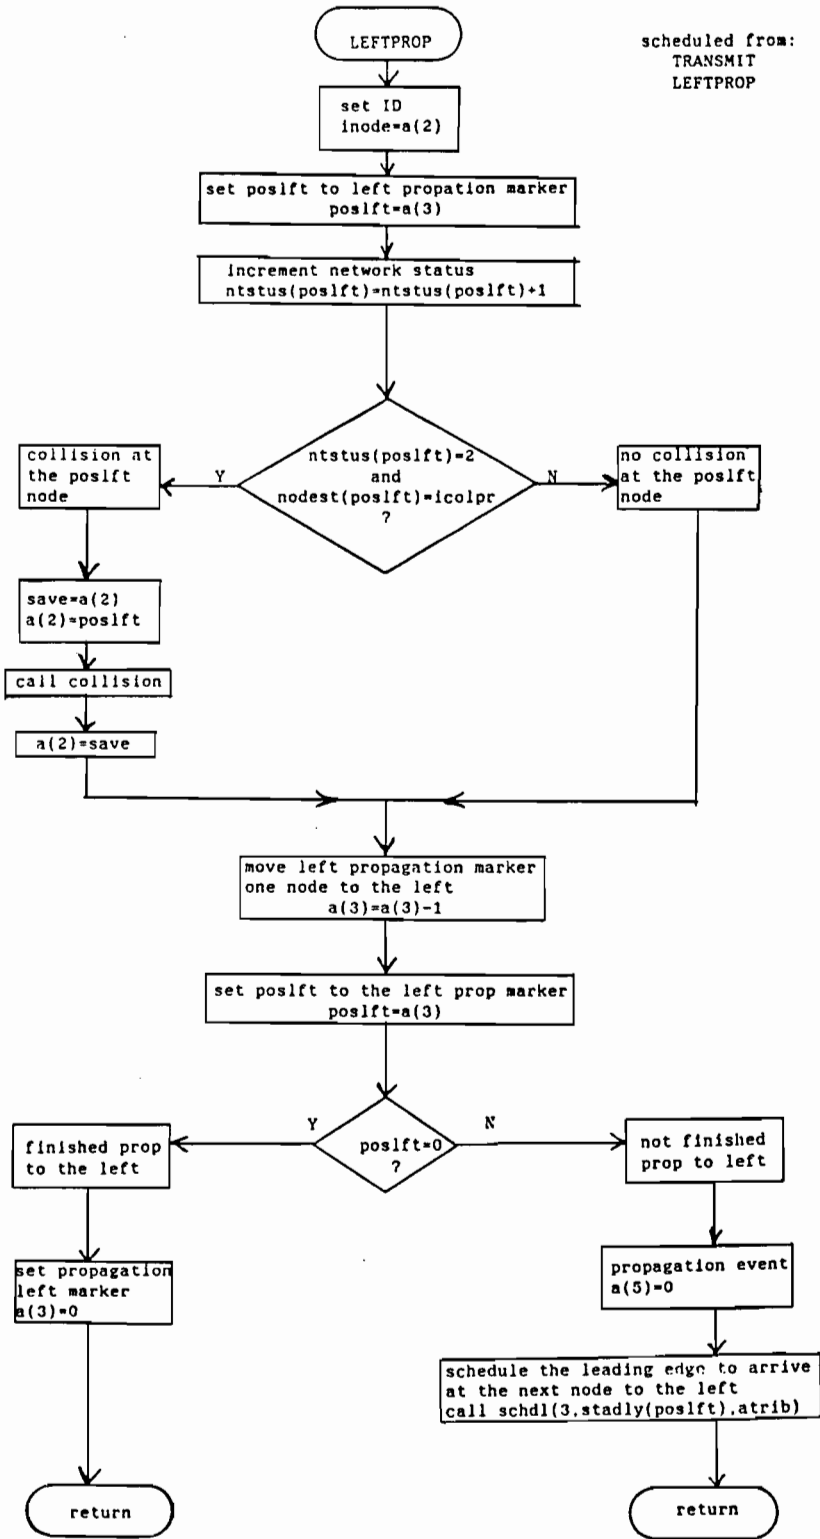 LEFTPROP
scheduled from:
TRANSMIT
LEFTPROP
set ID
inode=a(2)
set poslft to left propation marker
poslft=a(3)
increment network status
ntstus(poslft)=ntstus(poslft)+1
ntstus(poslft)=2
and
nodest(poslft)=icolpr
?
Y
N
collision at
the poslft
node
no collision
at the poslft
node
save=a(2)
a(2)=poslft
call collision
a(2)=save
move left propagation marker
one node to the left
a(3)=a(3)-1
set poslft to the left prop marker
poslft=a(3)
poslft=0
?
Y
N
finished prop
to the left
not finished
prop to left
set propagation
left marker
a(3)=0
propagation event
a(5)=0
schedule the leading edge to arrive
at the next node to the left
call schdl(3,stadly(poslft),atrib)
return
return